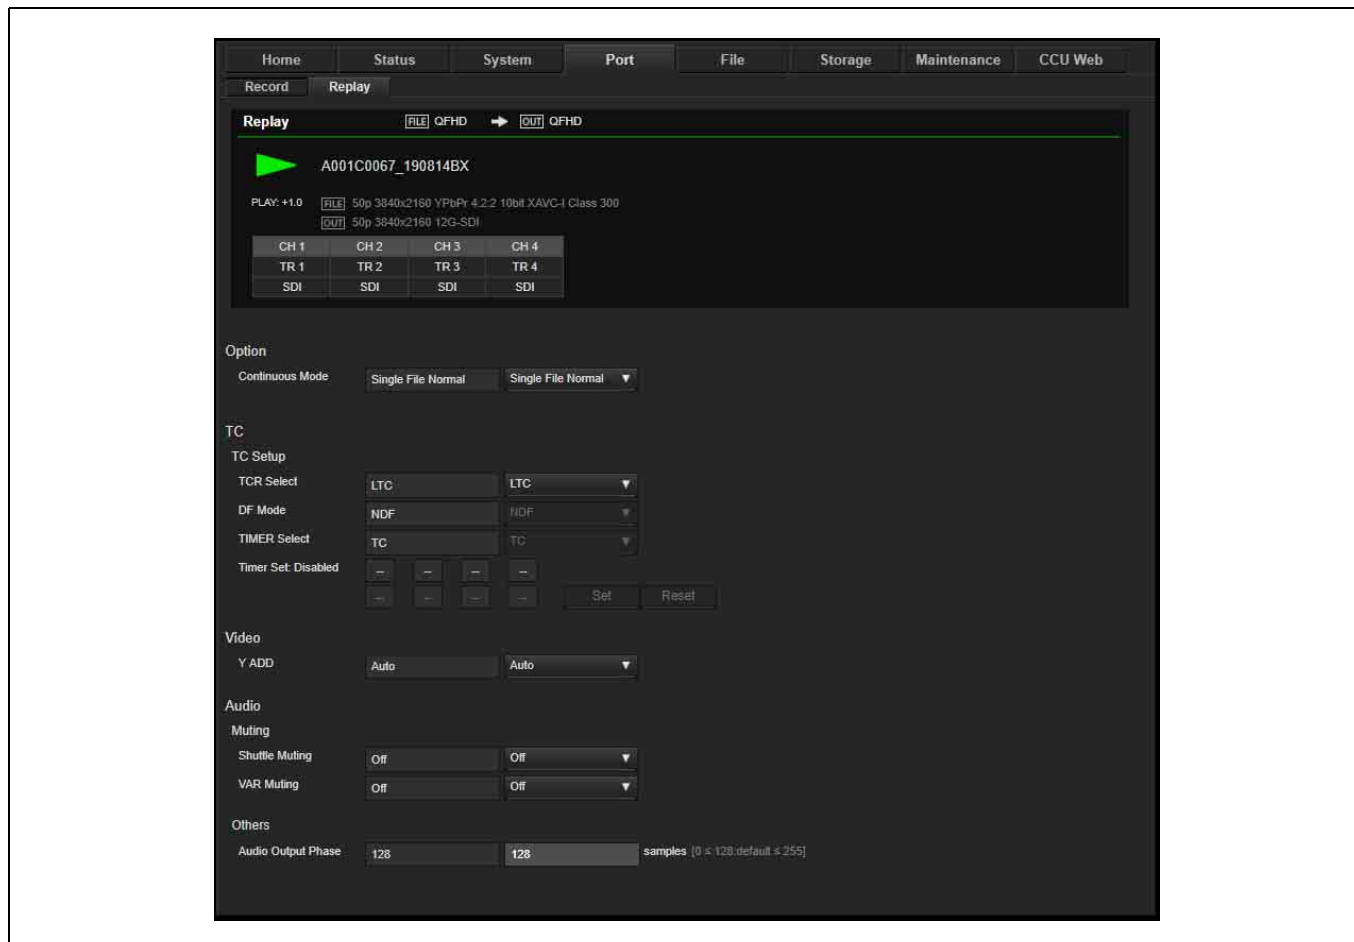 Home Status System Port File Storage Maintenance CCU Web
Record Replay
Replay FILE QFHD OUT QFHD
A001C0067_190814BX
PLAY: +1.0 FILE 50p 3840x2160 YPbPr 4:2:2 10bit XAVC-I Class 300
OUT 50p 3840x2160 12G-SDI
CH 1 CH 2 CH 3 CH 4
TR 1 TR 2 TR 3 TR 4
SDI SDI SDI SDI
Option
Continuous Mode Single File Normal Single File Normal
TC
TC Setup
TCR Select LTC LTC
DF Mode NDF NDF
TIMER Select TC TC
Timer Set: Disabled -- -- -- --
-- -- -- -- Set Reset
Video
Y ADD Auto Auto
Audio
Muting
Shuttle Muting Off Off
VAR Muting Off Off
Others
Audio Output Phase 128 128 samples [0 ≤ 128:default ≤ 255]